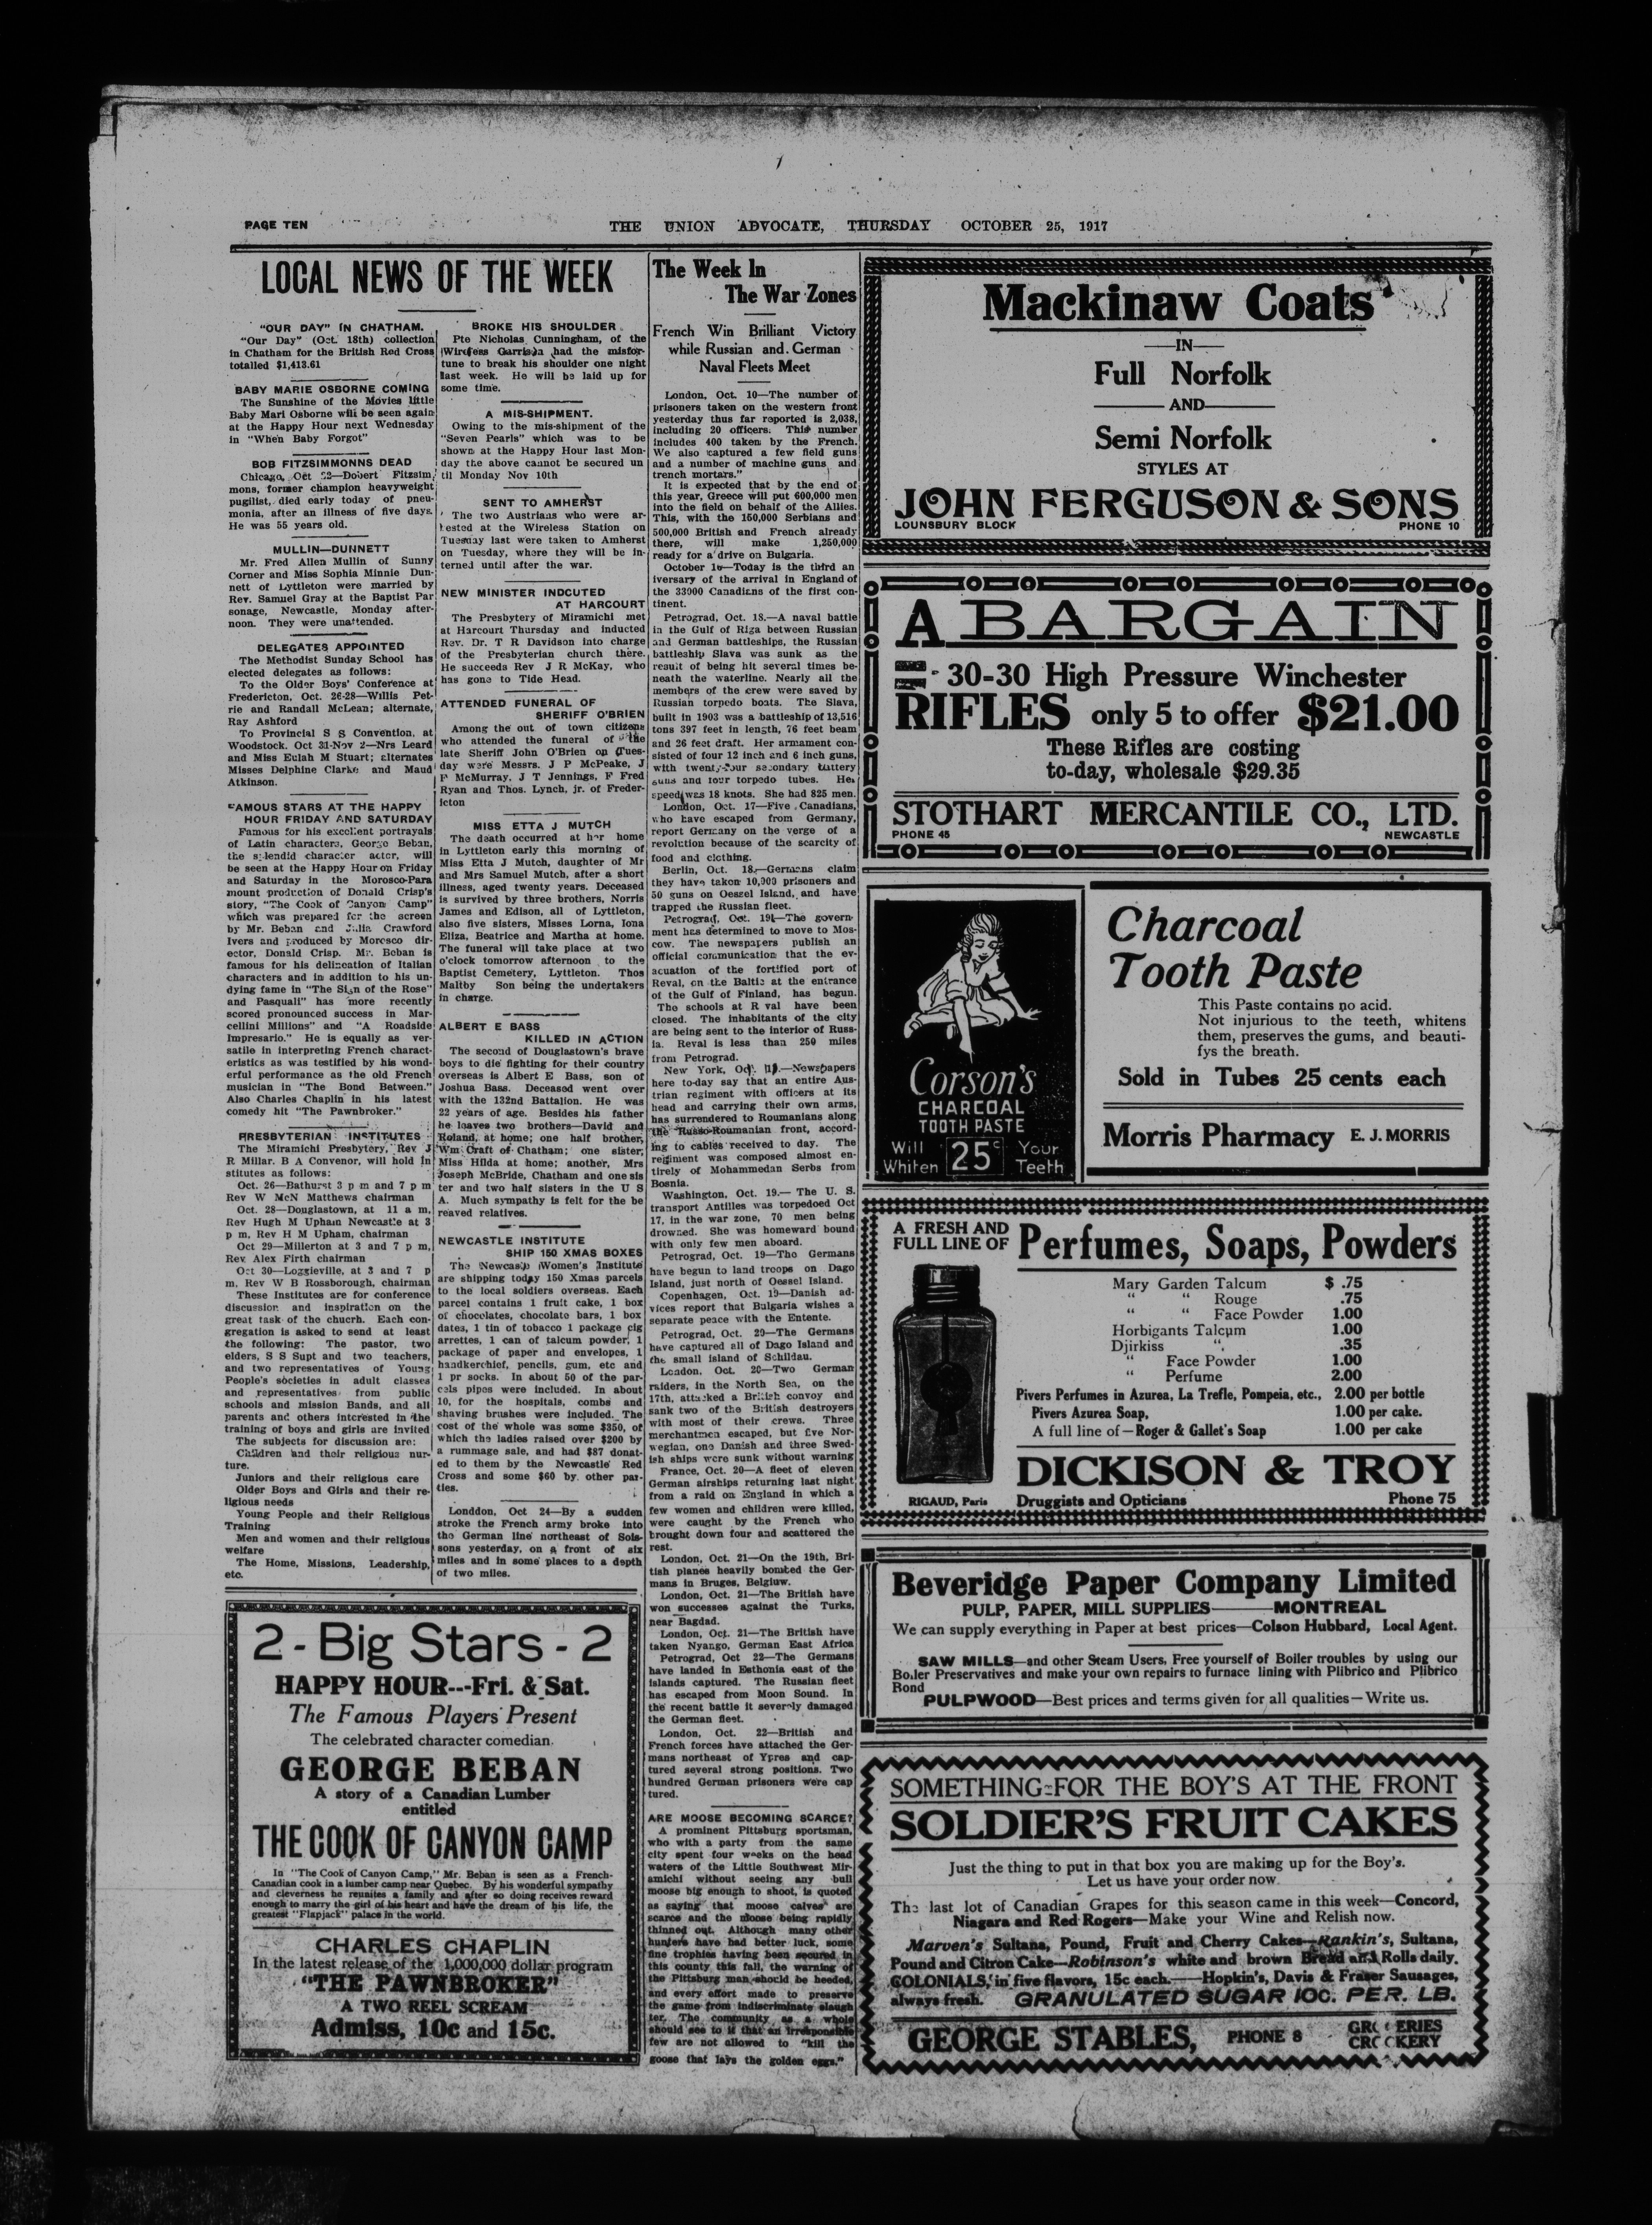 PAGE TEN
THE UNION ADVOCATE, THURSDAY OCTOBER 25, 1917
LOCAL NEWS OF THE WEEK
"OUR DAY" IN CHATHAM.
"Our Day" (Oct. 18th) collection
in Chatham for the British Red Cross
totalled $1,413.61
BABY MARIE OSBORNE COMING
The Sunshine of the Movies little
Baby Mari Osborne will be seen again
at the Happy Hour next Wednesday
in "When Baby Forgot"
BOB FITZSIMMONNS DEAD
Chicago, Oct 22—Dobert Fitzsim
mons, former champion heavyweight
pugilist, died early today of pneu-
monia, after an illness of five days.
He was 55 years old.
MULLIN—DUNNETT
Mr. Fred Allen Mullin of Sunny
Corner and Miss Sophia Minnie Dun-
nett of Lyttleton were married by
Rev. Samuel Gray at the Baptist Par
sonage, Newcastle, Monday after-
noon. They were unattended.
DELEGATES APPOINTED
The Methodist Sunday School has
elected delegates as follows:
To the Older Boys' Conference at
Fredericton, Oct. 26-28—Willis Pet-
rie and Randall McLean; alternate,
Ray Ashford
To Provincial S S Convention, at
Woodstock. Oct 31-Nov 2—Nrs Leard
and Miss Eulah M Stuart; alternates
Misses Delphine Clarke and Maud
Atkinson.
FAMOUS STARS AT THE HAPPY
HOUR FRIDAY AND SATURDAY
Famous for his excellent portrayals
of Latin characters, George Beban,
the splendid character actor, will
be seen at the Happy Hour on Friday
and Saturday in the Morosco-Para
mount production of Donald Crisp's
story, "The Cook of Canyon Camp"
which was prepared for the screen
by Mr. Beban and Julia Crawford
Ivers and produced by Morosco dir-
ector, Donald Crisp. Mr. Beban is
famous for his delineation of Italian
characters and in addition to his un-
dying fame in "The Sign of the Rose"
and Pasquali" has more recently
scored pronounced success in Mar-
cellini Millions" and "A Roadside
Impresario." He is equally as ver-
satile in interpreting French charact-
eristics as was testified by his wond-
erful performance as the old French
musician in "The Bond Between."
Also Charles Chaplin in his latest
comedy hit "The Pawnbroker."
PRESBYTERIAN INSTITUTES
The Miramichi Presbytery, Rev J
R Millar. B A Convenor, will hold in
stitutes as follows:
Oct. 26—Bathurst 3 p m and 7 p m
Rev W McN Matthews chairman
Oct. 28—Douglastown, at 11 a m,
Rev Hugh M Upham Newcastle at 3
p m, Rev H M Upham, chairman
Oct 29—Millerton at 3 and 7 p m,
Rev. Alex Firth chairman
Oct 30—Loggieville, at 3 and 7 p
m, Rev W B Rossborough, chairman
These Institutes are for conference
discussion and inspiration on the
great task of the chucrh. Each con-
gregation is asked to send at least
the following: The pastor, two
elders, S S Supt and two teachers,
and two representatives of Young
People's societies in adult classes
and representatives from public
schools and mission Bands, and all
parents and others interested in the
training of boys and girls are invited
The subjects for discussion are:
Children and their religious nur-
ture.
Juniors and their religious care
Older Boys and Girls and their re-
ligious needs
Young People and their Religious
Training
Men and women and their religious
welfare
The Home, Missions, Leadership,
etc.
BROKE HIS SHOULDER
Pte Nicholas Cunningham, of the
Wireless Garrison had the misfor-
tune to break his shoulder one night
last week. He will be laid up for
some time.
A MIS-SHIPMENT.
Owing to the mis-shipment of the
"Seven Pearls" which was to be
shown at the Happy Hour last Mon-
day the above cannot be secured un
til Monday Nov 10th
SENT TO AMHERST
The two Austrians who were ar-
rested at the Wireless Station on
Tuesday last were taken to Amherst
on Tuesday, where they will be in-
terned until after the war.
NEW MINISTER INDCUTED
AT HARCOURT
The Presbytery of Miramichi met
at Harcourt Thursday and inducted
Rev. Dr. T R Davidson into charge
of the Presbyterian church there.
He succeeds Rev J R McKay, who
has gone to Tide Head.
ATTENDED FUNERAL OF
SHERIFF O'BRIEN
Among the out of town citizens
who attended the funeral of the
late Sheriff John O'Brien on Tues-
day were Messrs. J P McPeake, J
P McMurray, J T Jennings, F Fred
Ryan and Thos. Lynch, jr. of Freder-
icton
MISS ETTA J MUTCH
The death occurred at her home
in Lyttleton early this morning of
Miss Etta J Mutch, daughter of Mr
and Mrs Samuel Mutch, after a short
illness, aged twenty years. Deceased
is survived by three brothers, Norris
James and Edison, all of Lyttleton,
also five sisters, Misses Lorna, Iona
Eliza, Beatrice and Martha at home.
The funeral will take place at two
o'clock tomorrow afternoon to the
Baptist Cemetery, Lyttleton. Thos
Maltby Son being the undertakers
in charge.
ALBERT E BASS
KILLED IN ACTION
The second of Douglastown's brave
boys to die fighting for their country
overseas is Albert E Bass, son of
Joshua Bass. Deceased went over
with the 132nd Battalion. He was
22 years of age. Besides his father
he leaves two brothers—David and
Roland, at home; one half brother,
Wm Craft of Chatham; one sister,
Miss Hilda at home; another, Mrs
Joseph McBride, Chatham and one sis
ter and two half sisters in the U S
A. Much sympathy is felt for the be
reaved relatives.
NEWCASTLE INSTITUTE
SHIP 150 XMAS BOXES
The Newcastle Women's Institute
are shipping today 150 Xmas parcels
to the local soldiers overseas. Each
parcel contains 1 fruit cake, 1 box
of chocolates, chocolate bars, 1 box
dates, 1 tin of tobacco 1 package cig
arrettes, 1 can of talcum powder, 1
package of paper and envelopes, 1
handkerchief, pencils, gum, etc and
1 pr socks. In about 50 of the par-
cels pipes were included. In about
10, for the hospitals, combs and
shaving brushes were included. The
cost of the whole was some $350, of
which the ladies raised over $200 by
a rummage sale, and had $87 donat-
ed to them by the Newcastle Red
Cross and some $60 by other par-
ties.
Londdon, Oct 24—By a sudden
stroke the French army broke into
the German line northeast of Sois-
sons yesterday, on a front of six
miles and in some places to a depth
of two miles.
2 - Big Stars - 2
HAPPY HOUR---Fri. & Sat.
The Famous Players Present
The celebrated character comedian
GEORGE BEBAN
A story of a Canadian Lumber
entitled
THE COOK OF CANYON CAMP
In "The Cook of Canyon Camp," Mr. Beban is seen as a French-
Canadian cook in a lumber camp near Quebec. By his wonderful sympathy
and cleverness he reunites a family and after so doing receives reward
enough to marry the girl of his heart and have the dream of his life, the
greatest "Flapjack" palace in the world.
CHARLES CHAPLIN
In the latest release of the 1,000,000 dollar program
"THE PAWNBROKER"
A TWO REEL SCREAM
Admiss, 10c and 15c.
The Week In
The War Zones
French Win Brilliant Victory
while Russian and German
Naval Fleets Meet
London, Oct. 10—The number of
prisoners taken on the western front
yesterday thus far reported is 2,038,
including 20 officers. This number
includes 400 taken by the French.
We also captured a few field guns
and a number of machine guns and
trench mortars."
It is expected that by the end of
this year, Greece will put 600,000 men
into the field on behalf of the Allies.
This, with the 150,000 Serbians and
500,000 British and French already
there, will make 1,250,000
ready for a drive on Bulgaria.
October 1—Today is the third an
iversary of the arrival in England of
the 33000 Canadians of the first con-
tinent.
Petrograd, Oct. 18.—A naval battle
in the Gulf of Riga between Russian
and German battleships, the Russian
battleship Slava was sunk as the
result of being hit several times be-
neath the waterline. Nearly all the
members of the crew were saved by
Russian torpedo boats. The Slava,
built in 1903 was a battleship of 13,516
tons 397 feet in length, 76 feet beam
and 26 feet draft. Her armament con-
sisted of four 12 inch and 6 inch guns,
with twenty-four secondary battery
guns and four torpedo tubes. Her
speed was 18 knots. She had 825 men.
London, Oct. 17—Five Canadians,
who have escaped from Germany,
report Germany on the verge of a
revolution because of the scarcity of
food and clothing.
Berlin, Oct. 18.—Germans claim
they have taken 10,000 prisoners and
50 guns on Oessel Island, and have
trapped the Russian fleet.
Petrograd, Oct. 19—The govern-
ment has determined to move to Mos-
cow. The newspapers publish an
official communication that the ev-
acuation of the fortified port of
Reval, on the Baltic at the entrance
of the Gulf of Finland, has begun.
The schools at R val have been
closed. The inhabitants of the city
are being sent to the interior of Russ-
ia. Reval is less than 250 miles
from Petrograd.
New York, Oct. 19.—Newspapers
here to-day say that an entire Aus-
trian regiment with officers at its
head and carrying their own arms,
has surrendered to Roumanians along
the Russo-Roumanian front, accord-
ing to cables received to day. The
regiment was composed almost en-
tirely of Mohammedan Serbs from
Bosnia.
Washington, Oct. 19.— The U. S.
transport Antilles was torpedoed Oct
17, in the war zone, 70 men being
drowned. She was homeward bound
with only few men aboard.
Petrograd, Oct. 19—The Germans
have begun to land troops on Dago
Island, just north of Oessel Island.
Copenhagen, Oct. 19—Danish ad-
vices report that Bulgaria wishes a
separate peace with the Entente.
Petrograd, Oct. 20—The Germans
have captured all of Dago Island and
the small island of Schildau.
London, Oct. 20—Two German
raiders, in the North Sea, on the
17th, attacked a British convoy and
sank two of the British destroyers
with most of their crews. Three
merchantmen escaped, but five Nor-
wegian, one Danish and three Swed-
ish ships were sunk without warning
France, Oct. 20—A fleet of eleven
German airships returning last night
from a raid on England in which a
few women and children were killed,
were caught by the French who
brought down four and scattered the
rest.
London, Oct. 21—On the 19th, Bri-
tish planes heavily bombed the Ger-
mans in Bruges, Belgium.
London, Oct. 21—The British have
won successes against the Turks,
near Bagdad.
London, Oct. 21—The British have
taken Nyango, German East Africa
Petrograd, Oct 22—The Germans
have landed in Esthonia east of the
islands captured. The Russian fleet
has escaped from Moon Sound. In
the recent battle it severely damaged
the German fleet.
London, Oct. 22—British and
French forces have attached the Ger-
mans northeast of Ypres and cap-
tured several strong positions. Two
hundred German prisoners were cap
tured.
ARE MOOSE BECOMING SCARCE?
A prominent Pittsburg sportsman,
who with a party from the same
city spent four weeks on the head
waters of the Little Southwest Mir-
amichi without seeing any bull
moose big enough to shoot, is quoted
as saying that moose calves are
scarce and the moose being rapidly
thinned out. Although many other
hunters have had better luck, some
fine trophies having been secured in
this county this fall, the warning of
the Pittsburg man should be heeded,
and every effort made to preserve
the game from indiscriminate slaugh
ter. The community as a whole
should see to it that an irresponsible
few are not allowed to "kill the
goose that lays the golden eggs."
Mackinaw Coats
IN
Full Norfolk
AND
Semi Norfolk
STYLES AT
JOHN FERGUSON & SONS
LOUNSBURY BLOCK PHONE 10
A BARGAIN
30-30 High Pressure Winchester
RIFLES only 5 to offer $21.00
These Rifles are costing
to-day, wholesale $29.35
STOTHART MERCANTILE CO., LTD.
PHONE 45 NEWCASTLE
Corson's
CHARCOAL
TOOTH PASTE
Will Whiten 25c Your Teeth
Charcoal
Tooth Paste
This Paste contains no acid.
Not injurious to the teeth, whitens
them, preserves the gums, and beauti-
fys the breath.
Sold in Tubes 25 cents each
Morris Pharmacy E. J. MORRIS
A FRESH AND
FULL LINE OF Perfumes, Soaps, Powders
Mary Garden Talcum $ .75
" " Rouge .75
" " Face Powder 1.00
Horbigants Talcum 1.00
Djirkiss " .35
" Face Powder 1.00
" Perfume 2.00
Pivers Perfumes in Azurea, La Trefle, Pompeia, etc., 2.00 per bottle
Pivers Azurea Soap, 1.00 per cake.
A full line of—Roger & Gallet's Soap 1.00 per cake
DICKISON & TROY
RIGAUD, Paris Druggists and Opticians Phone 75
Beveridge Paper Company Limited
PULP, PAPER, MILL SUPPLIES——MONTREAL
We can supply everything in Paper at best prices—Colson Hubbard, Local Agent.
SAW MILLS—and other Steam Users, Free yourself of Boiler troubles by using our
Boiler Preservatives and make your own repairs to furnace lining with Plibrico and Plibrico
Bond
PULPWOOD—Best prices and terms given for all qualities—Write us.
SOMETHING-FOR THE BOY'S AT THE FRONT
SOLDIER'S FRUIT CAKES
Just the thing to put in that box you are making up for the Boy's.
Let us have your order now.
The last lot of Canadian Grapes for this season came in this week—Concord,
Niagara and Red Rogers—Make your Wine and Relish now.
Marven's Sultana, Pound, Fruit and Cherry Cakes—Rankin's, Sultana,
Pound and Citron Cake—Robinson's white and brown Bread and Rolls daily.
COLONIALS, in five flavors, 15c each.——Hopkin's, Davis & Fraser Sausages,
always fresh. GRANULATED SUGAR 10C. PER. LB.
GEORGE STABLES, PHONE 8 GROCERIES
CROCKERY